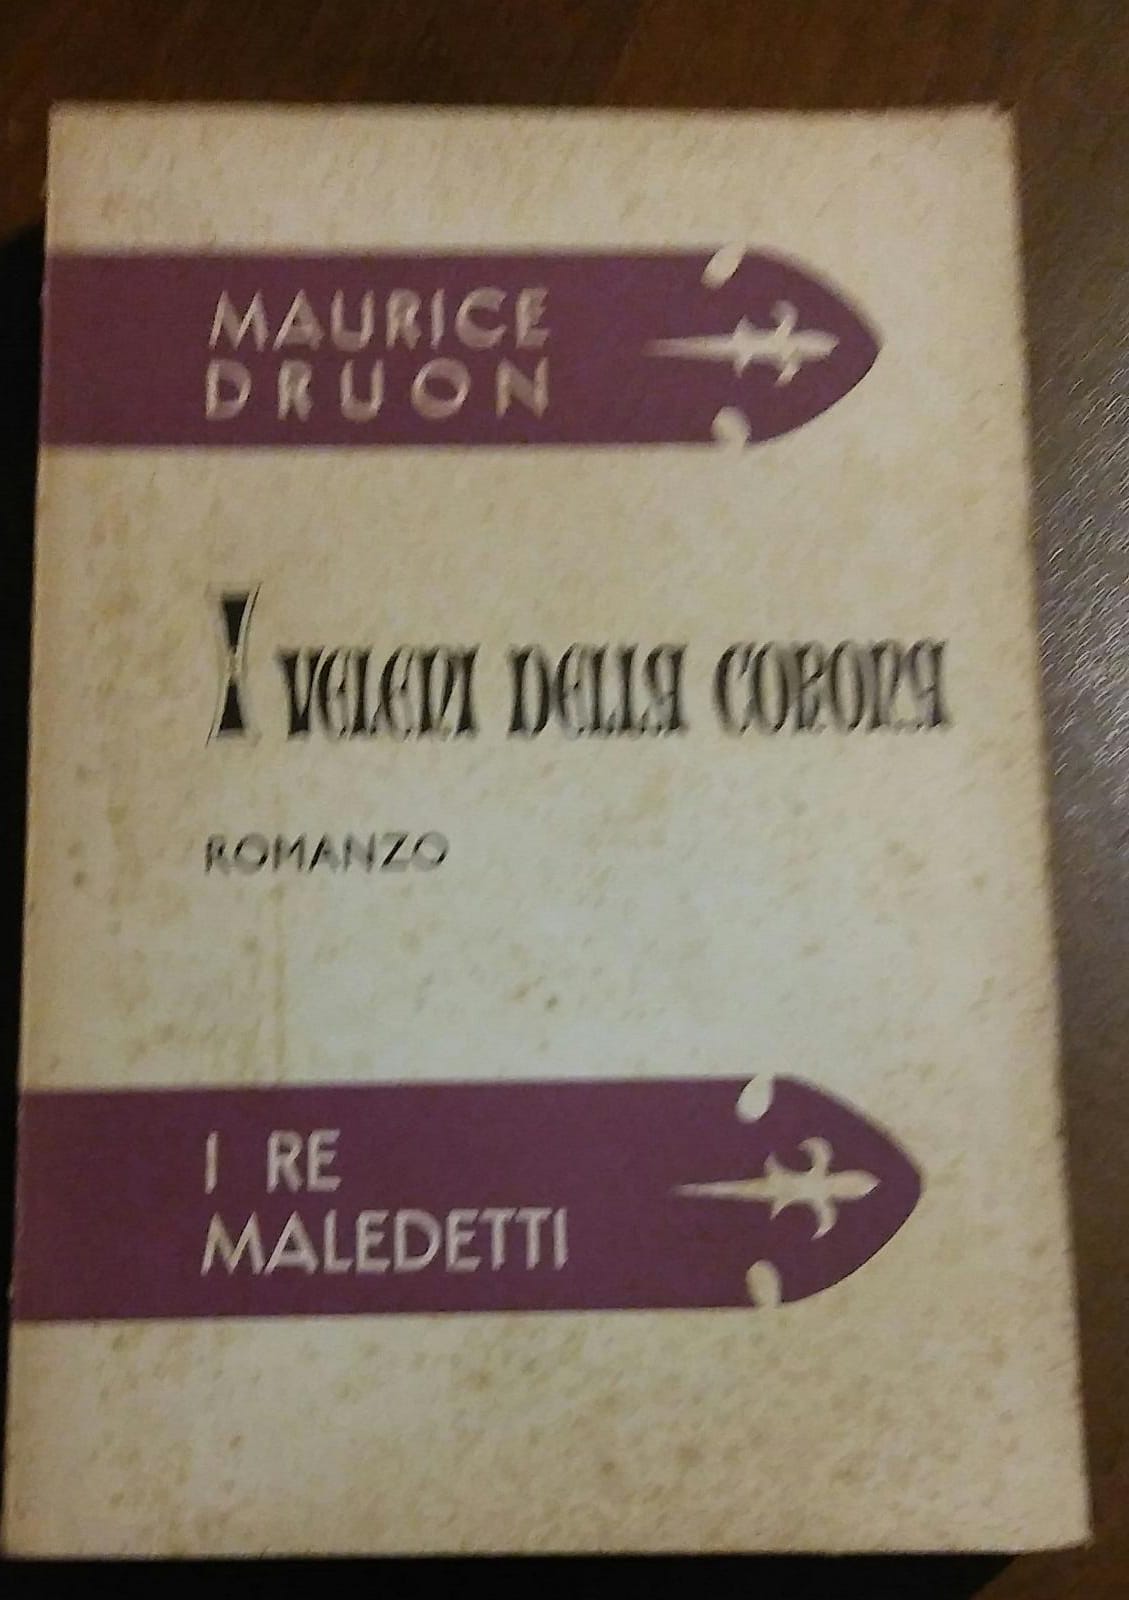 MAURICE
DRUON
I VELENI DELLA CORONA
ROMANZO
I RE
MALEDETTI